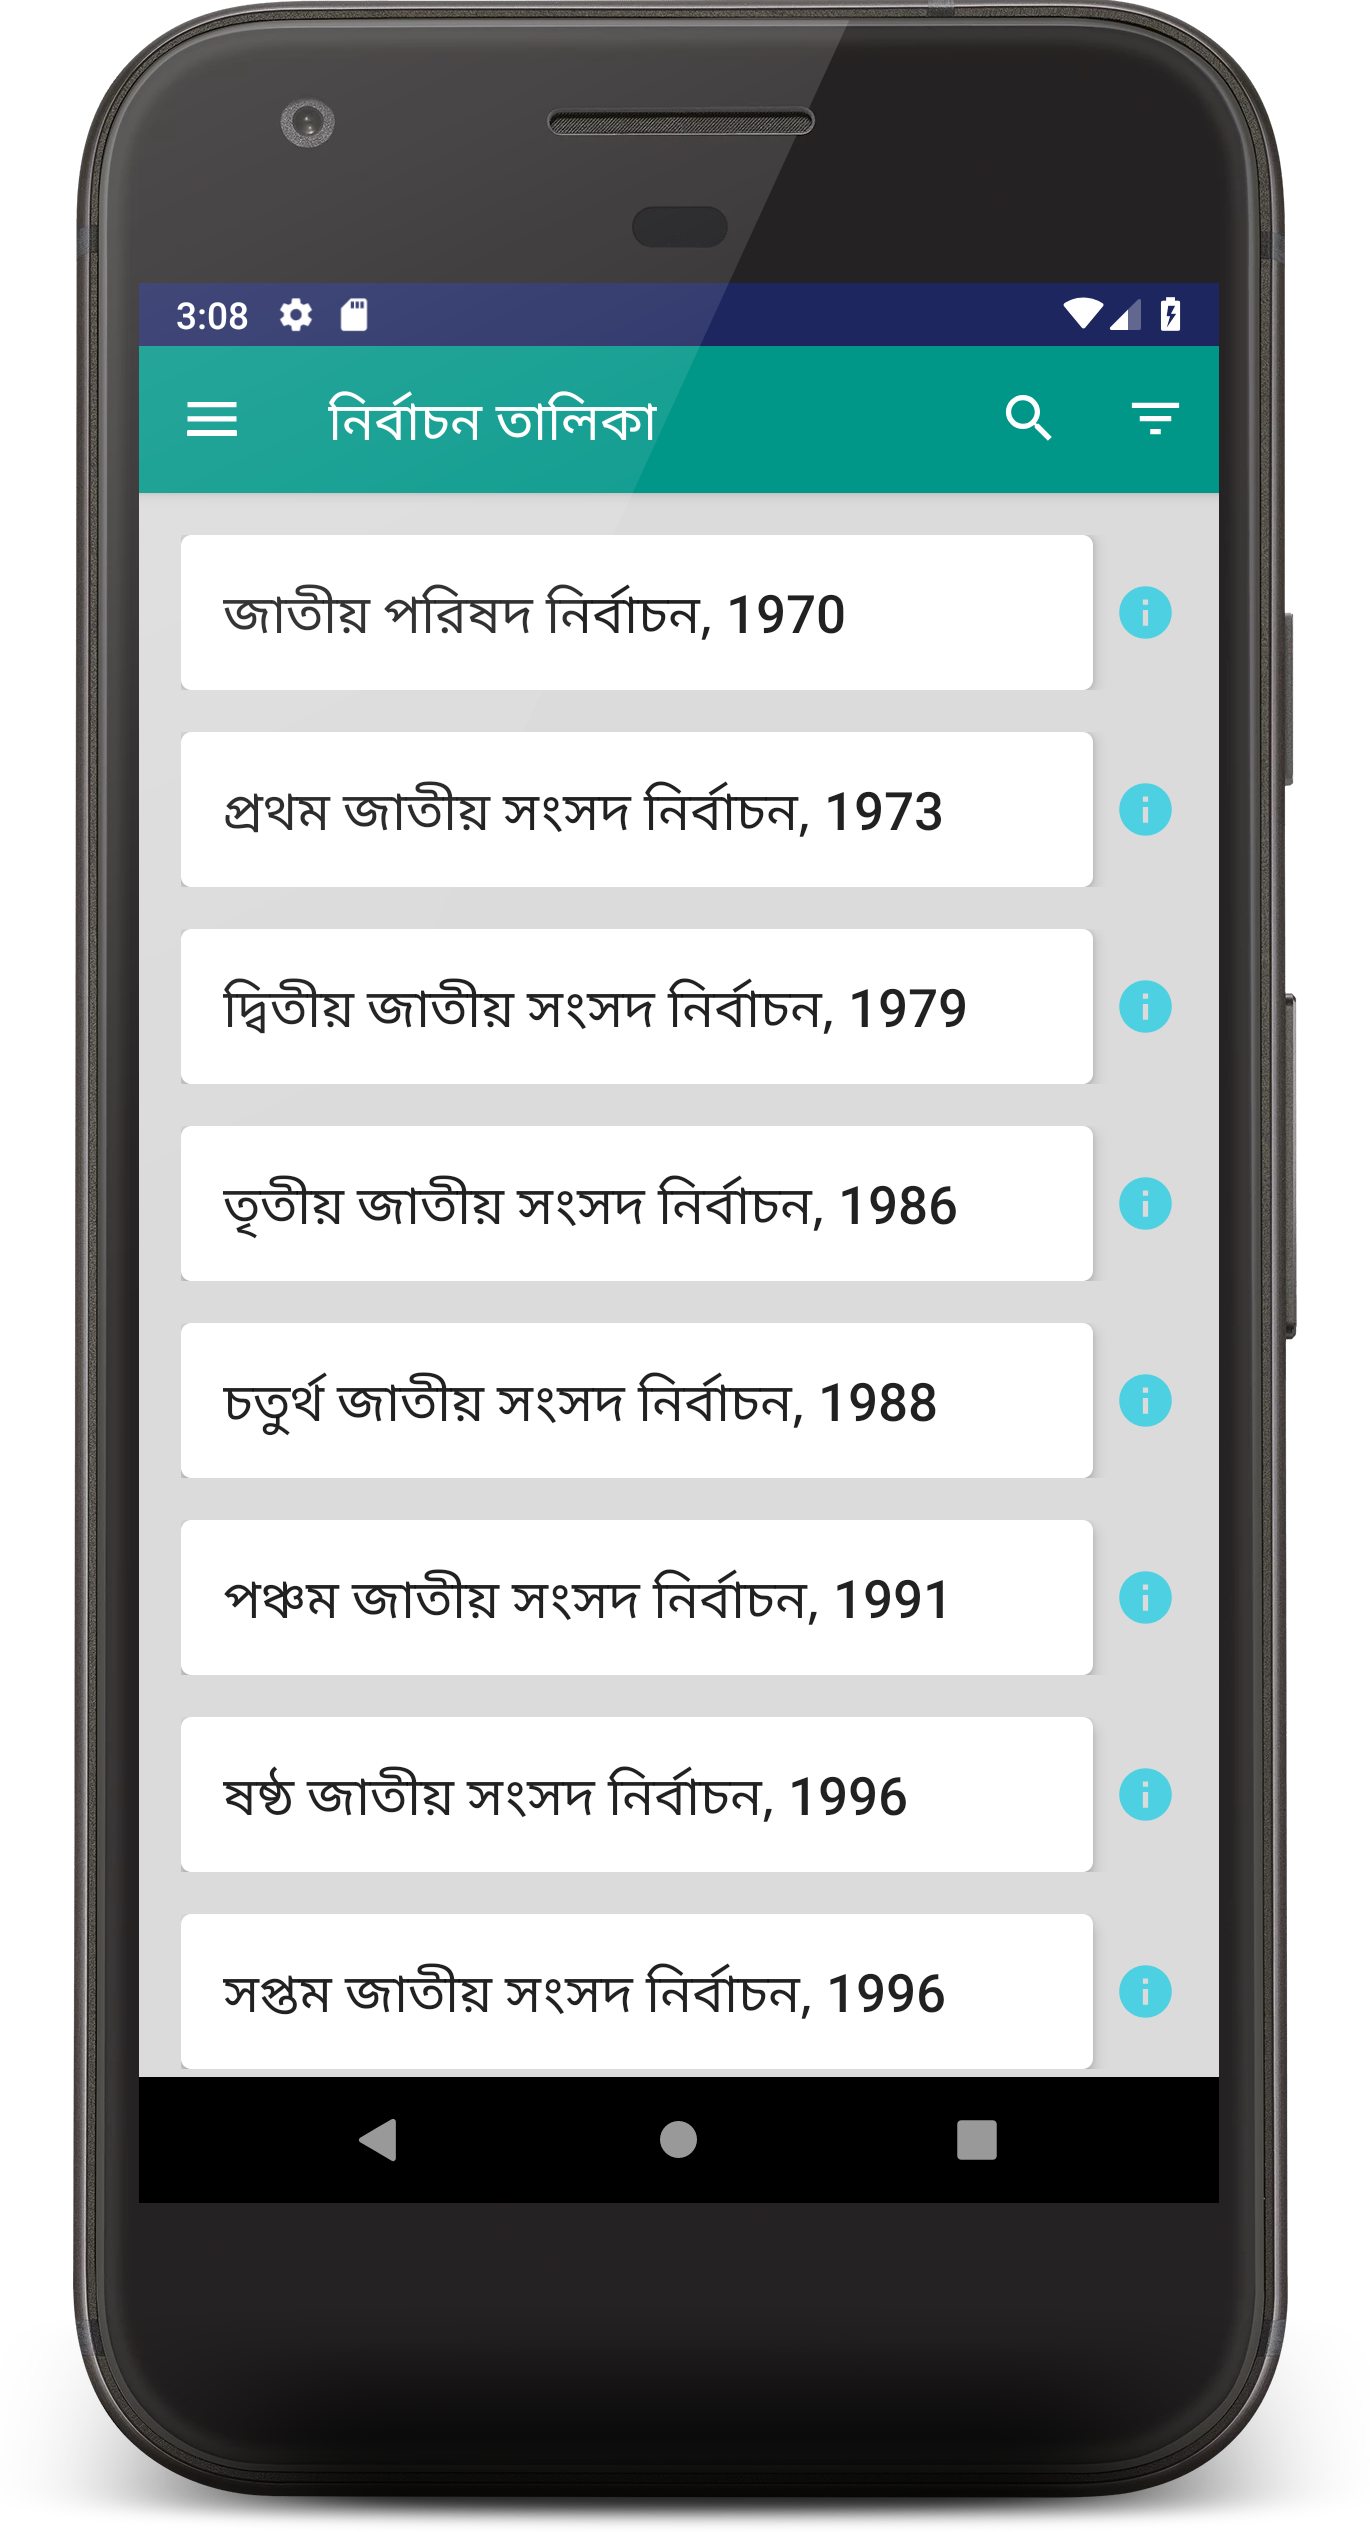 3:08
নির্বাচন তালিকা
জাতীয় পরিষদ নির্বাচন, 1970
প্রথম জাতীয় সংসদ নির্বাচন, 1973
দ্বিতীয় জাতীয় সংসদ নির্বাচন, 1979
তৃতীয় জাতীয় সংসদ নির্বাচন, 1986
চতুর্থ জাতীয় সংসদ নির্বাচন, 1988
পঞ্চম জাতীয় সংসদ নির্বাচন, 1991
ষষ্ঠ জাতীয় সংসদ নির্বাচন, 1996
সপ্তম জাতীয় সংসদ নির্বাচন, 1996